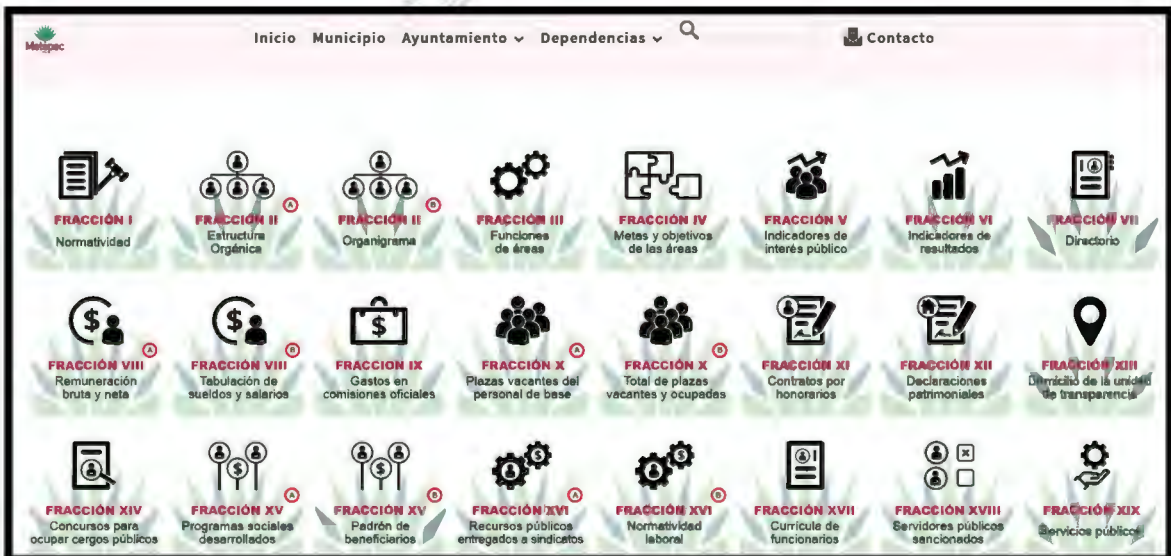 Metepec
Inicio Municipio Ayuntamiento Dependencias Contacto
FRACCIÓN I
Normatividad
FRACCIÓN II A
Estructura
Orgánica
FRACCIÓN II B
Organigrama
FRACCIÓN III
Funciones
de áreas
FRACCIÓN IV
Metas y objetivos
de las áreas
FRACCIÓN V
Indicadores de
interés público
FRACCIÓN VI
Indicadores de
resultados
FRACCIÓN VII
Directorio
FRACCIÓN VIII A
Remuneración
bruta y neta
FRACCIÓN VIII B
Tabulación de
sueldos y salarios
FRACCIÓN IX
Gastos en
comisiones oficiales
FRACCIÓN X A
Plazas vacantes del
personal de base
FRACCIÓN X B
Total de plazas
vacantes y ocupadas
FRACCIÓN XI
Contratos por
honorarios
FRACCIÓN XII
Declaraciones
patrimoniales
FRACCIÓN XIII
Domicilio de la unidad
de transparencia
FRACCIÓN XIV
Concursos para
ocupar cargos públicos
FRACCIÓN XV A
Programas sociales
desarrollados
FRACCIÓN XV B
Padrón de
beneficiarios
FRACCIÓN XVI A
Recursos públicos
entregados a sindicatos
FRACCIÓN XVI B
Normatividad
laboral
FRACCIÓN XVII
Currícule de
funcionarios
FRACCIÓN XVIII
Servidores públicos
sancionados
FRACCIÓN XIX
Servicios públicos